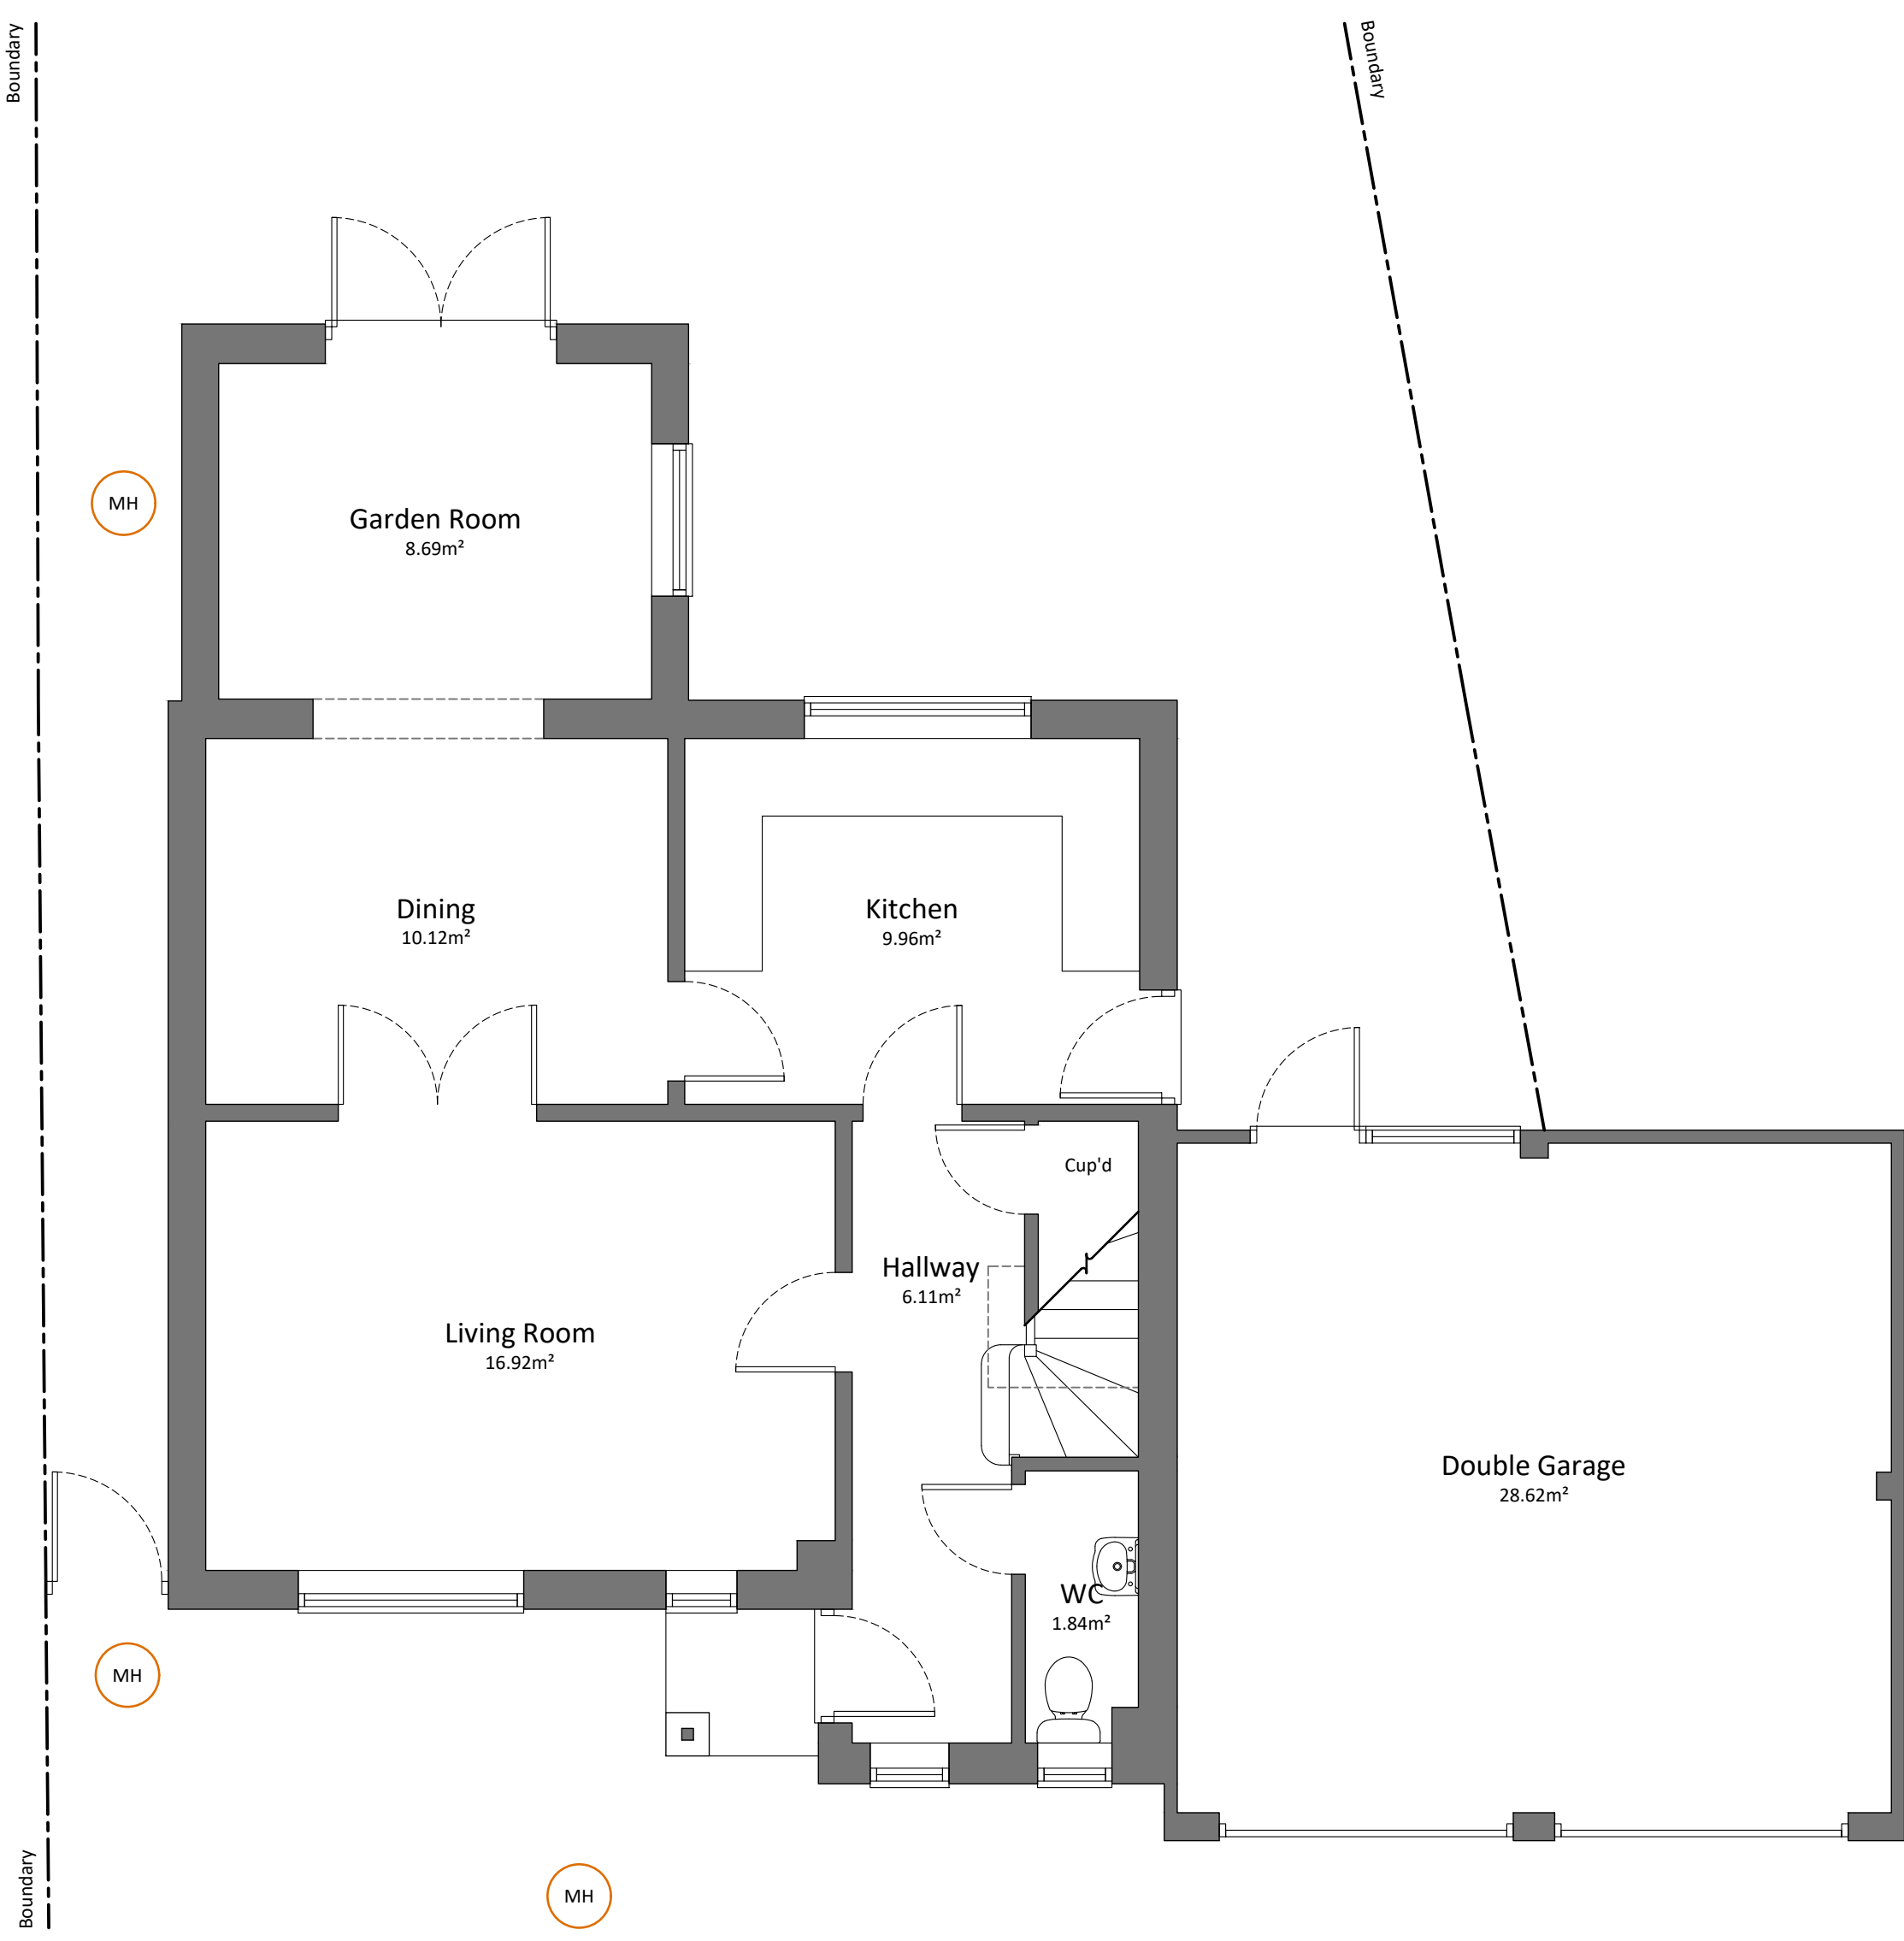 Boundary
Boundary
MH
Garden Room
8.69m²
Dining
10.12m²
Kitchen
9.96m²
Cup'd
Hallway
6.11m²
Living Room
16.92m²
Double Garage
28.62m²
WC
1.84m²
MH
Boundary
MH